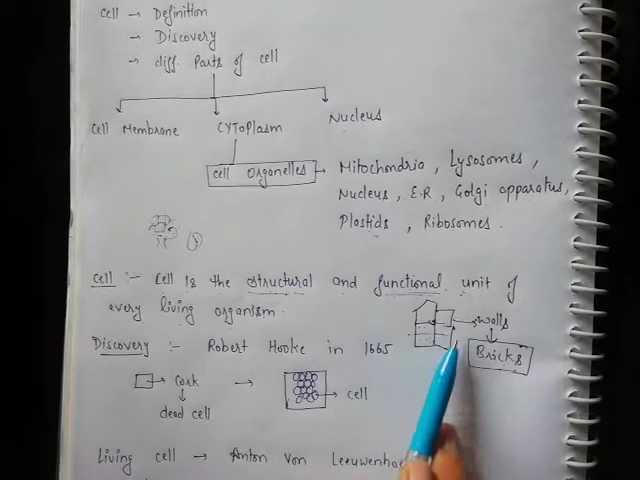 Cell → Definition
→ Discovery
→ diff. Parts of cell
Cell Membrane
CYToplasm
Nucleus
Cell Organelles → Mitochondria, Lysosomes,
Nucleus, E.R, Golgi apparatus,
Plastids, Ribosomes.
Cell :- Cell is the structural and functional unit of
every living organism.
→ walls
Bricks
Discovery :- Robert Hooke in 1665
→ Cork → → cell
dead cell
Living cell → Anton Von